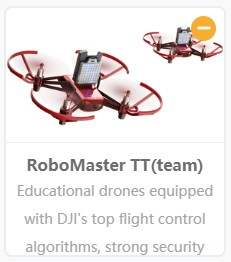 RoboMaster TT(team)
Educational drones equipped
with DJI's top flight control
algorithms, strong security